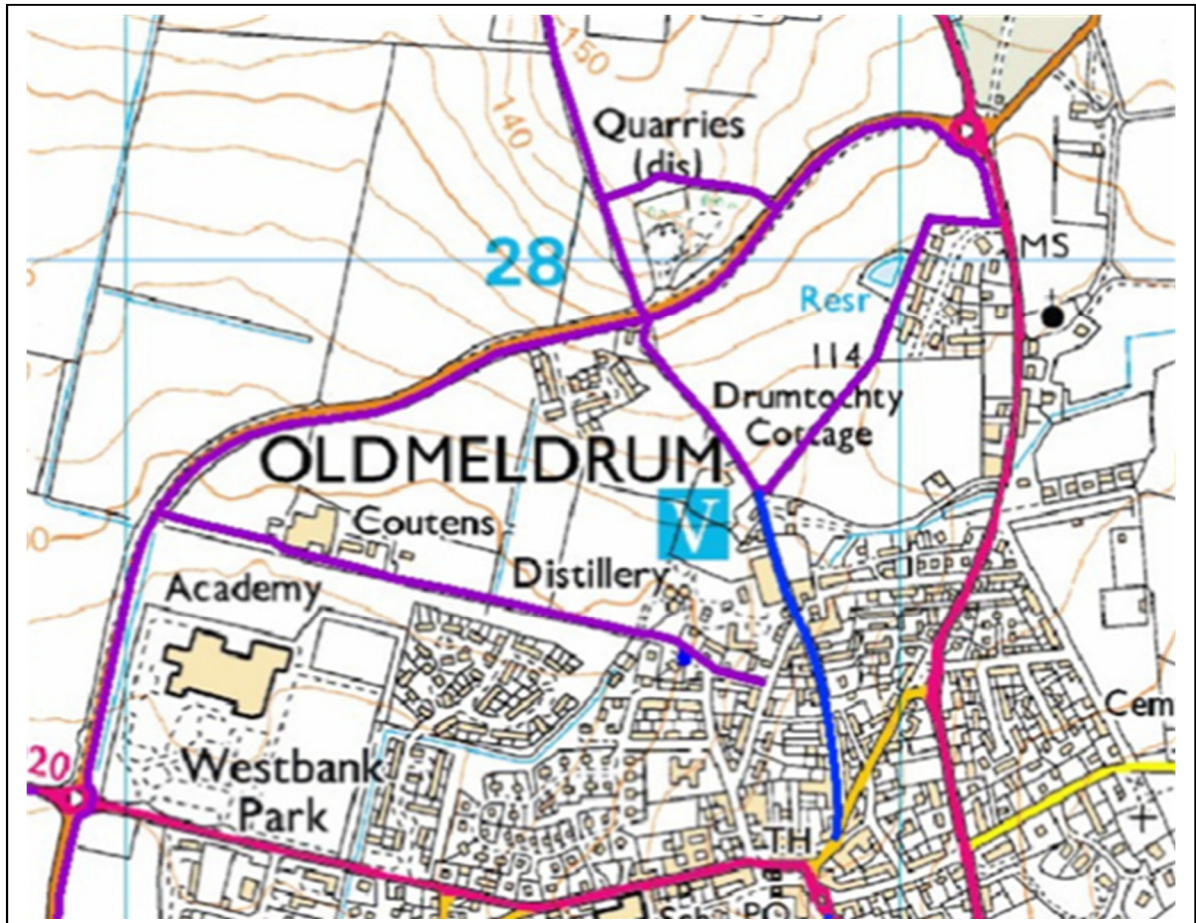 150
140
Quarries
(dis)
28
MS
Resr
114
Drumtochty
Cottage
OLDMELDRUM
V
Coutens
Distillery
Academy
Cem
20
Westbank
Park
TH
Sch
PO